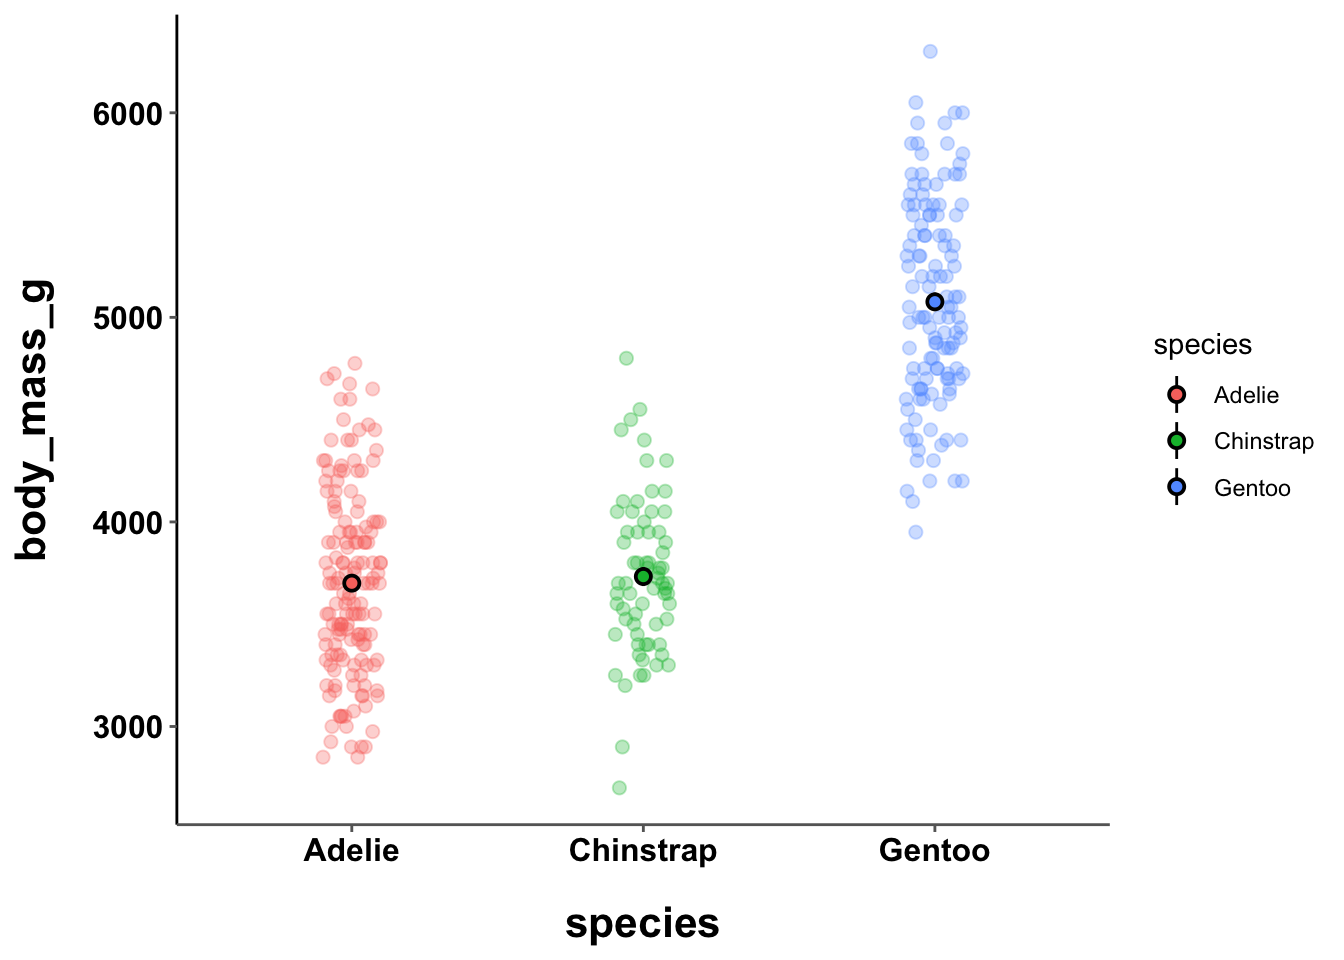 body_mass_g
6000
5000
4000
3000
Adelie Chinstrap Gentoo
species
species
Adelie
Chinstrap
Gentoo